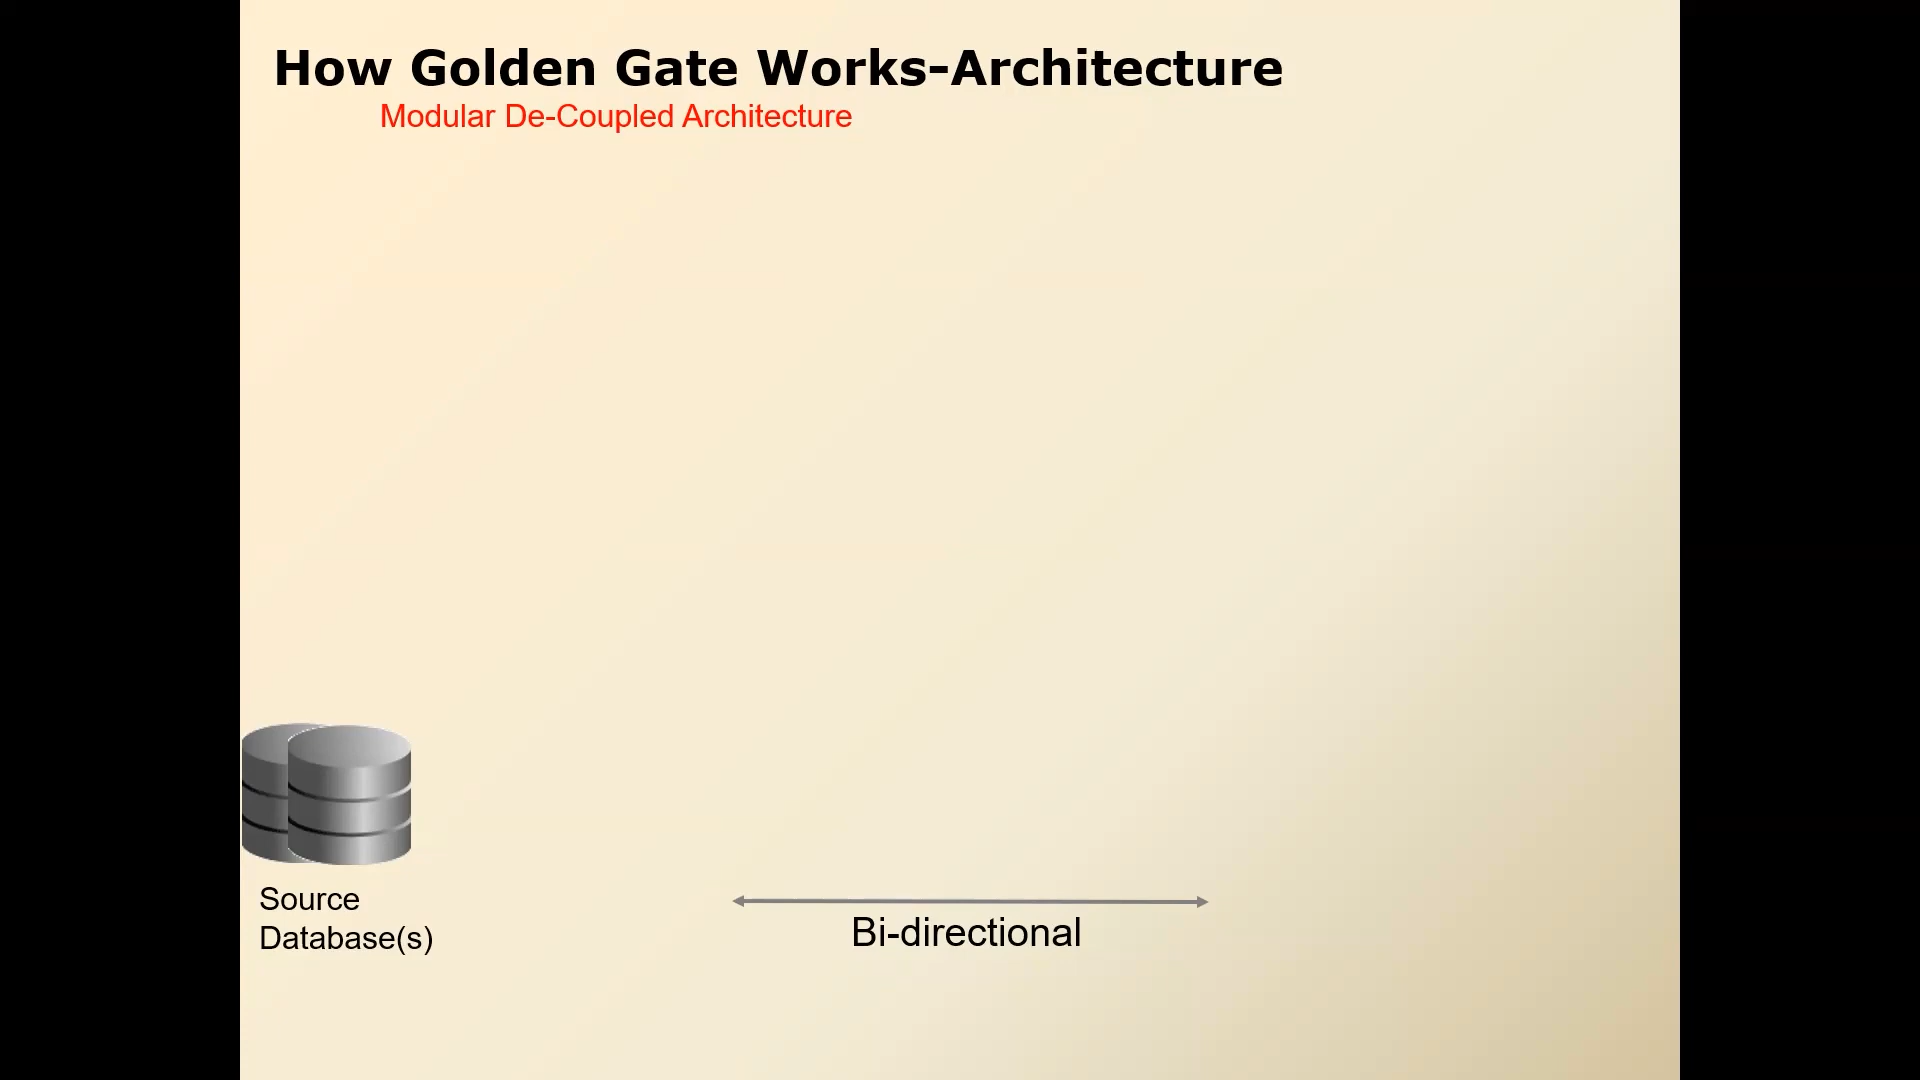 How Golden Gate Works-Architecture
Modular De-Coupled Architecture
Source
Database(s)
Bi-directional